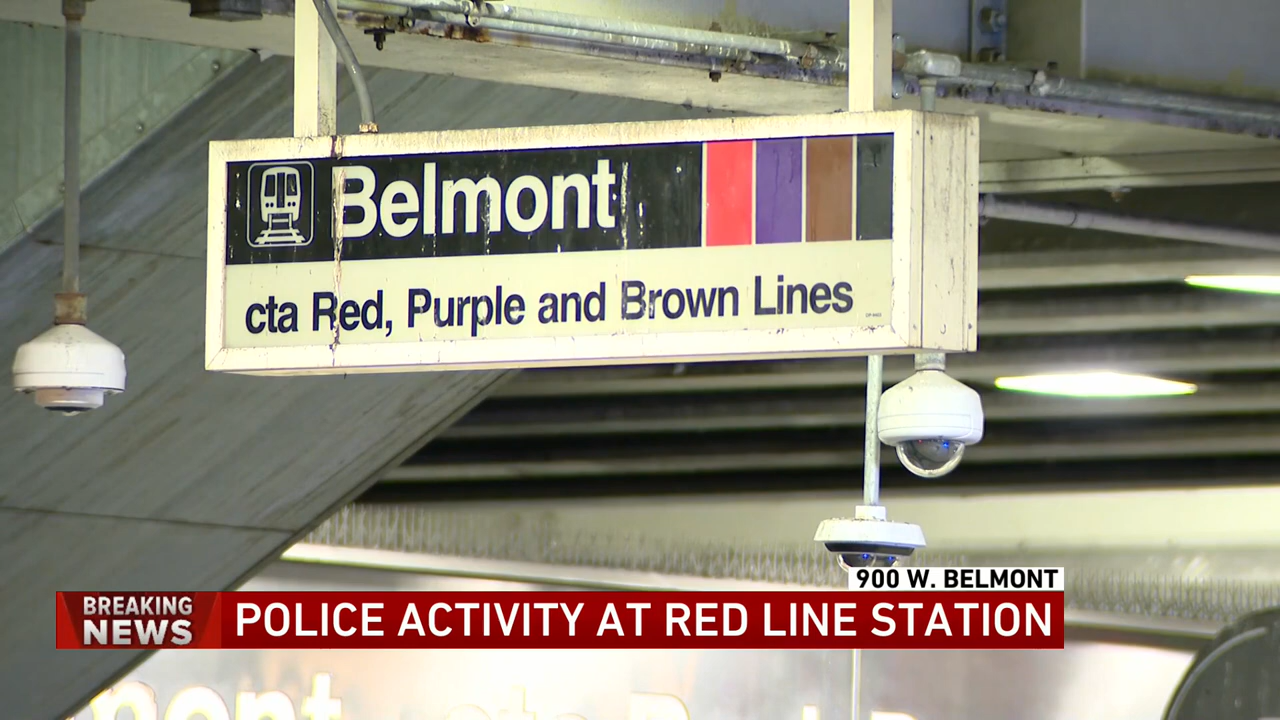 Belmont
cta Red, Purple and Brown Lines
900 W. BELMONT
BREAKING
NEWS
POLICE ACTIVITY AT RED LINE STATION